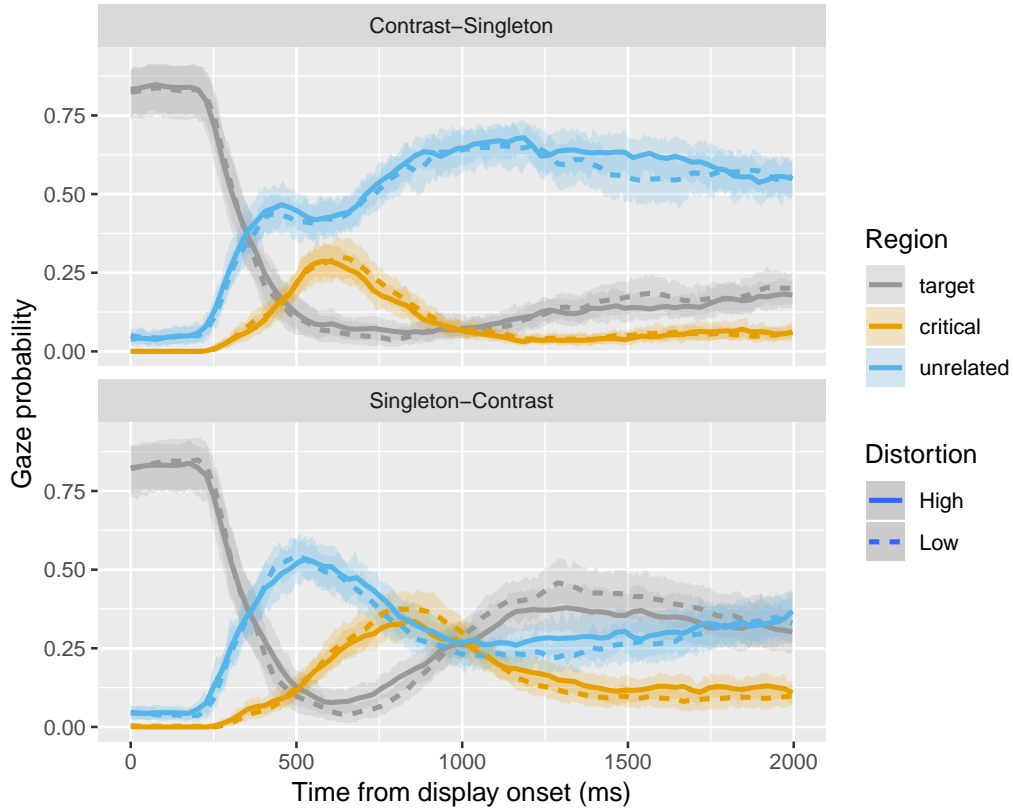 Contrast−Singleton
0.75
0.50
0.25
0.00
Singleton−Contrast
0.75
0.50
0.25
0.00
0
500
1000
1500
2000
Time from display onset (ms)
Gaze probability
Region
target
critical
unrelated
Distortion
High
Low